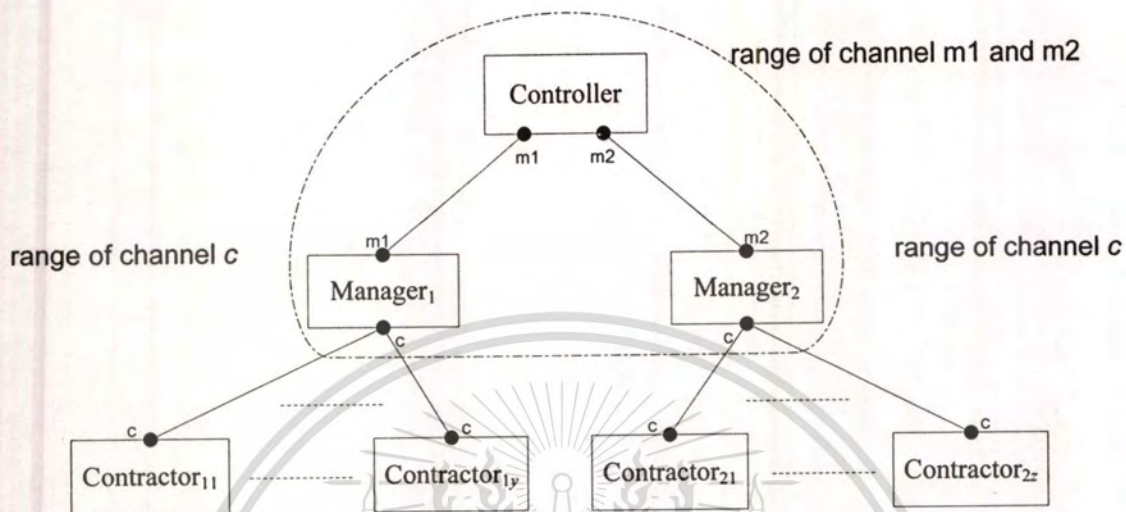 range of channel m1 and m2
Controller
m1 m2
m1 m2
range of channel c range of channel c
Manager₁ Manager₂
c c
c c c c
Contractor₁₁ Contractor₁ᵧ Contractor₂₁ Contractor₂z